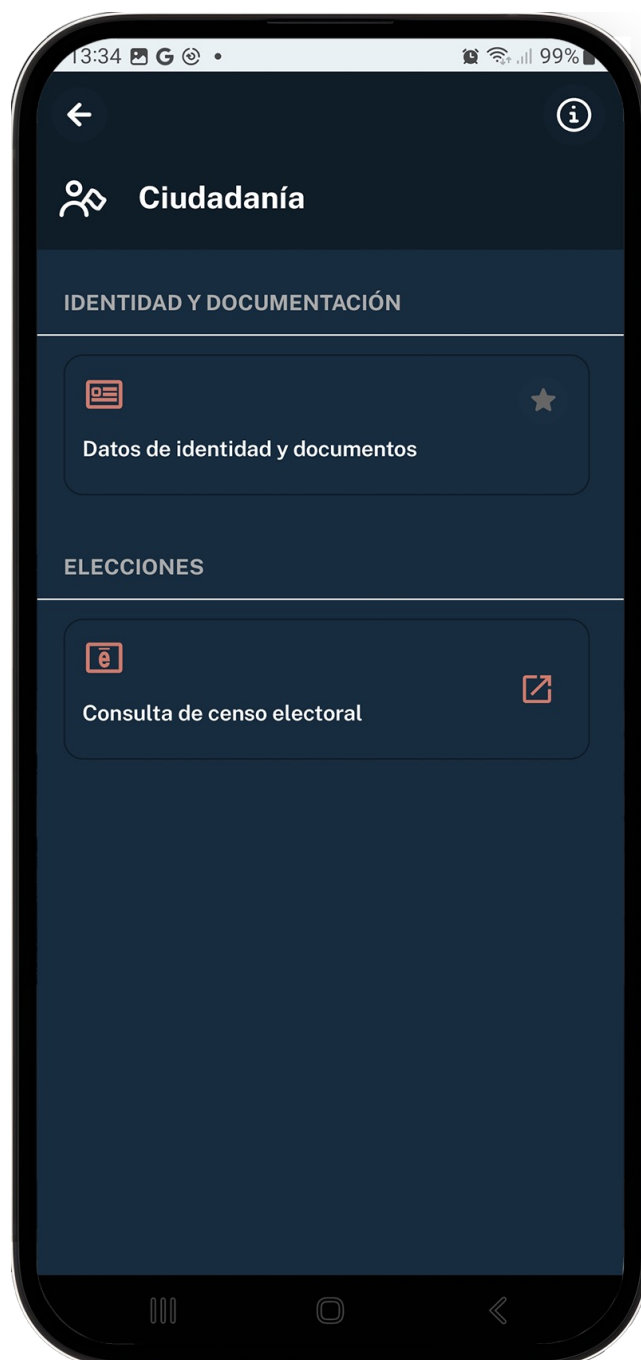 13:34 G 99%
Ciudadanía
IDENTIDAD Y DOCUMENTACIÓN
Datos de identidad y documentos
ELECCIONES
Consulta de censo electoral